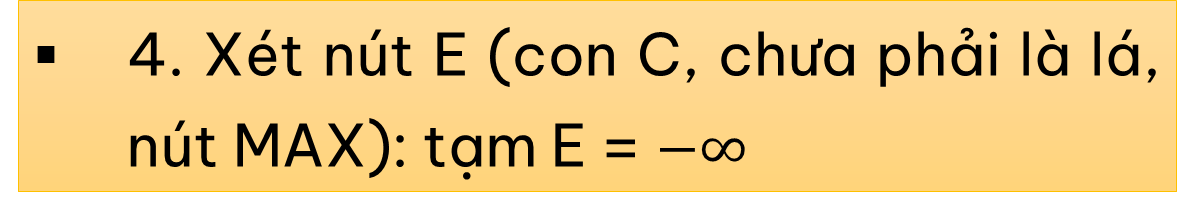 ▪ 4. Xét nút E (con C, chưa phải là lá,
nút MAX): tạm E = −∞